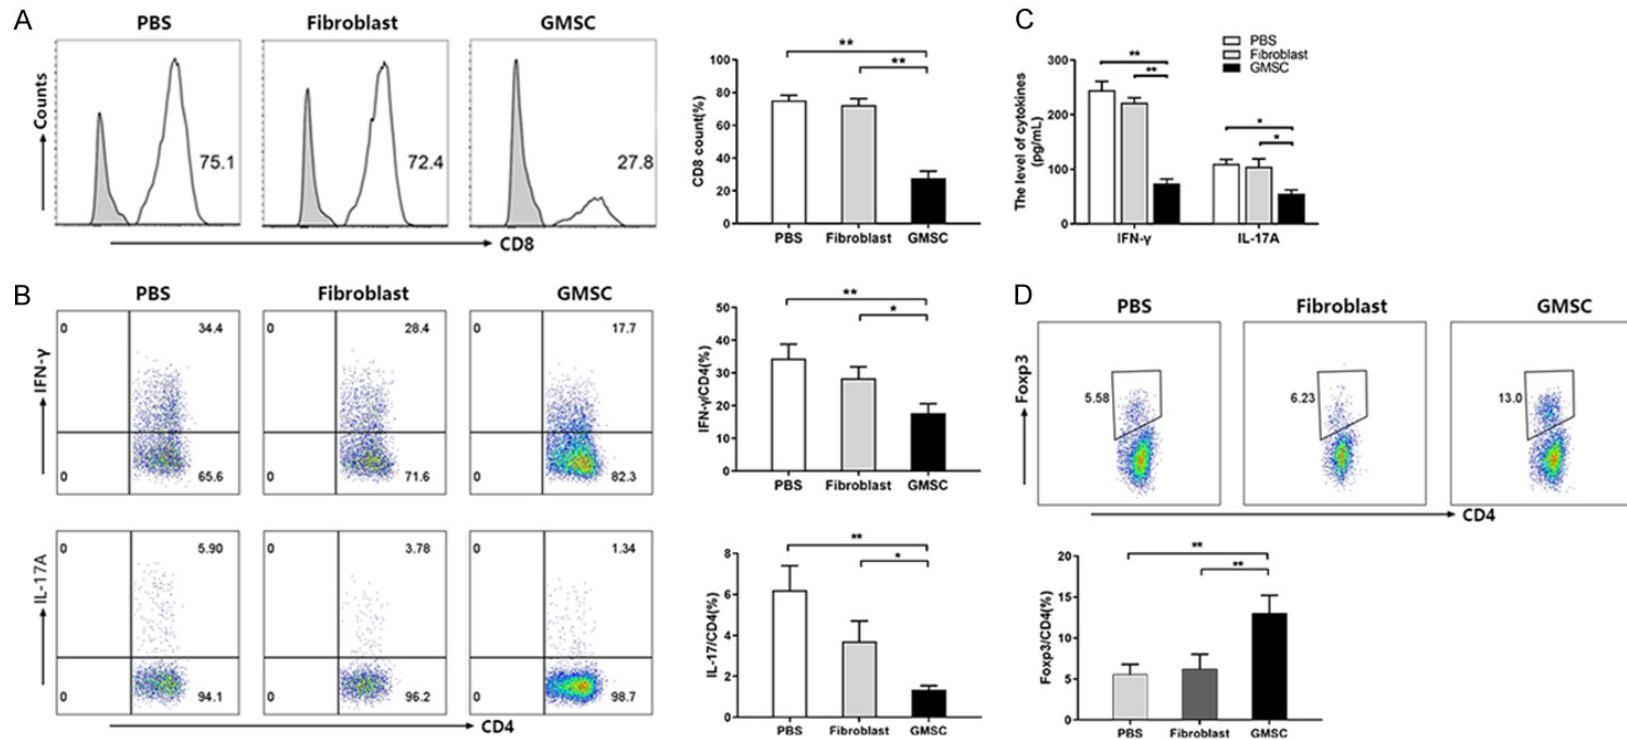 A
PBS
Fibroblast
GMSC
Counts
75.1
72.4
27.8
CD8
CD8 count(%)
100
80
60
40
20
0
**
**
PBS
Fibroblast
GMSC
C
PBS
Fibroblast
GMSC
The level of cytokines
(pg/mL)
300
200
100
0
**
**
*
*
IFN-γ
IL-17A
B
PBS
Fibroblast
GMSC
IFN-γ
0
34.4
0
65.6
0
28.4
0
71.6
0
17.7
0
82.3
IL-17A
0
5.90
0
94.1
0
3.78
0
96.2
0
1.34
0
98.7
CD4
IFN-γ/CD4(%)
50
40
30
20
10
0
**
*
PBS
Fibroblast
GMSC
IL-17/CD4(%)
8
6
4
2
0
**
*
PBS
Fibroblast
GMSC
D
PBS
Fibroblast
GMSC
Foxp3
5.58
6.23
13.0
CD4
Foxp3/CD4(%)
20
15
10
5
0
**
**
PBS
Fibroblast
GMSC